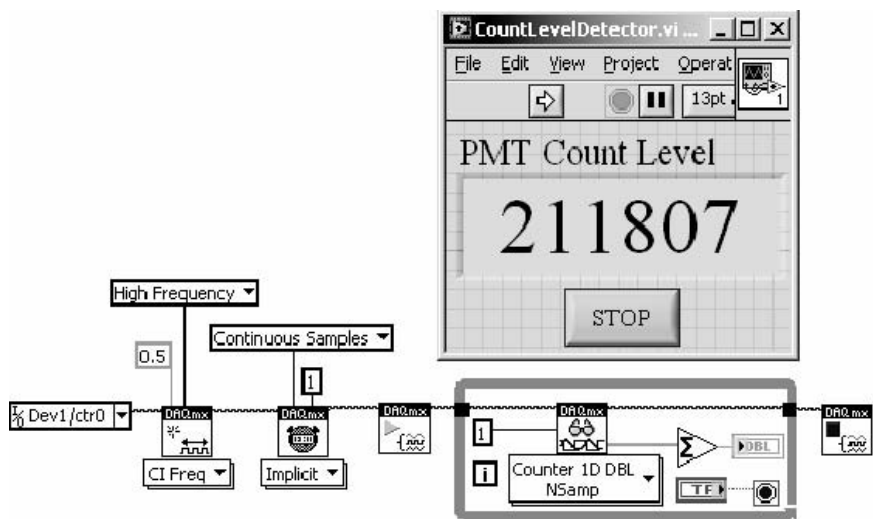 CountLevelDetector.vi ...
File Edit View Project Operat
13pt
1
PMT Count Level
211807
STOP
High Frequency
Continuous Samples
0.5
1
I/O Dev1/ctr0
DAQmx
DAQmx
DAQmx
DAQmx
DAQmx
CI Freq
Implicit
1
i
Counter 1D DBL
NSamp
Σ
DBL
TF